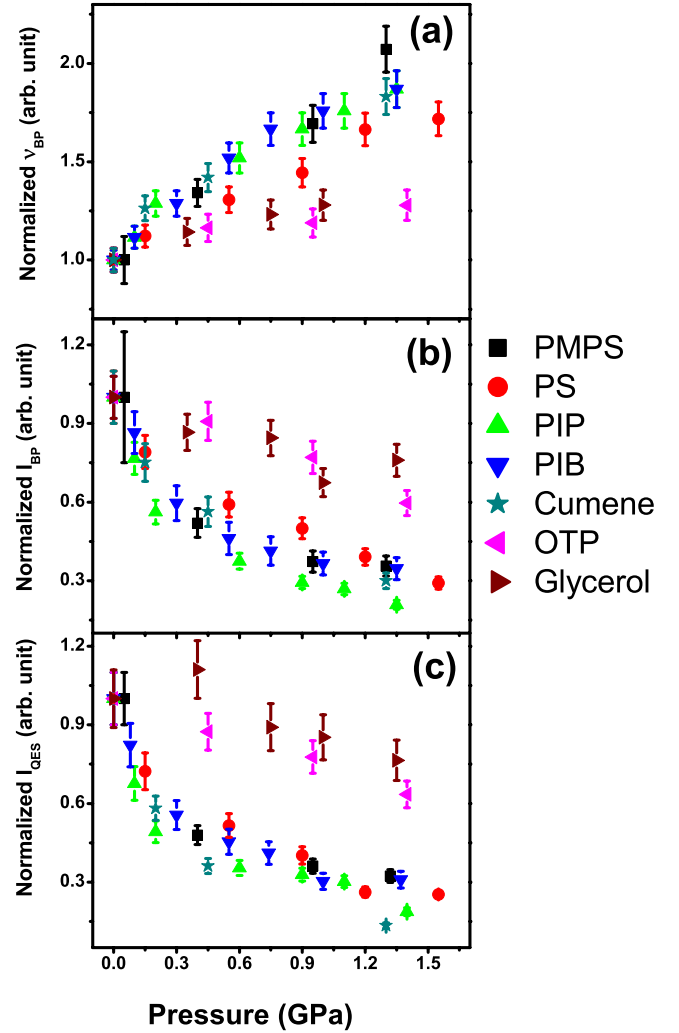 (a)
Normalized ν_BP (arb. unit)
2.0
1.5
1.0
(b)
Normalized I_BP (arb. unit)
1.2
0.9
0.6
0.3
PMPS
PS
PIP
PIB
Cumene
OTP
Glycerol
(c)
Normalized I_QES (arb. unit)
1.2
0.9
0.6
0.3
0.0 0.3 0.6 0.9 1.2 1.5
Pressure (GPa)